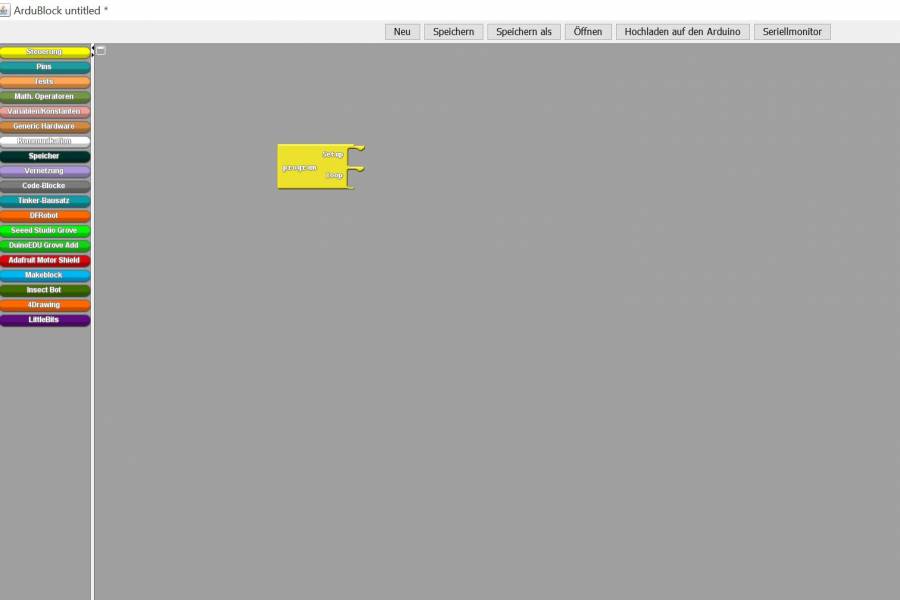 ArduBlock untitled *
Neu Speichern Speichern als Öffnen Hochladen auf den Arduino Seriellmonitor
Steuerung
Pins
Tests
Math. Operatoren
Variablen/Konstanten
Generic Hardware
Kommunikation
Speicher
Vernetzung
Code-Blocke
Tinker-Bausatz
DFRobot
Seeed Studio Grove
DuinoEDU Grove Add
Adafruit Motor Shield
Makeblock
Insect Bot
4Drawing
LittleBits
Setup
program
Loop